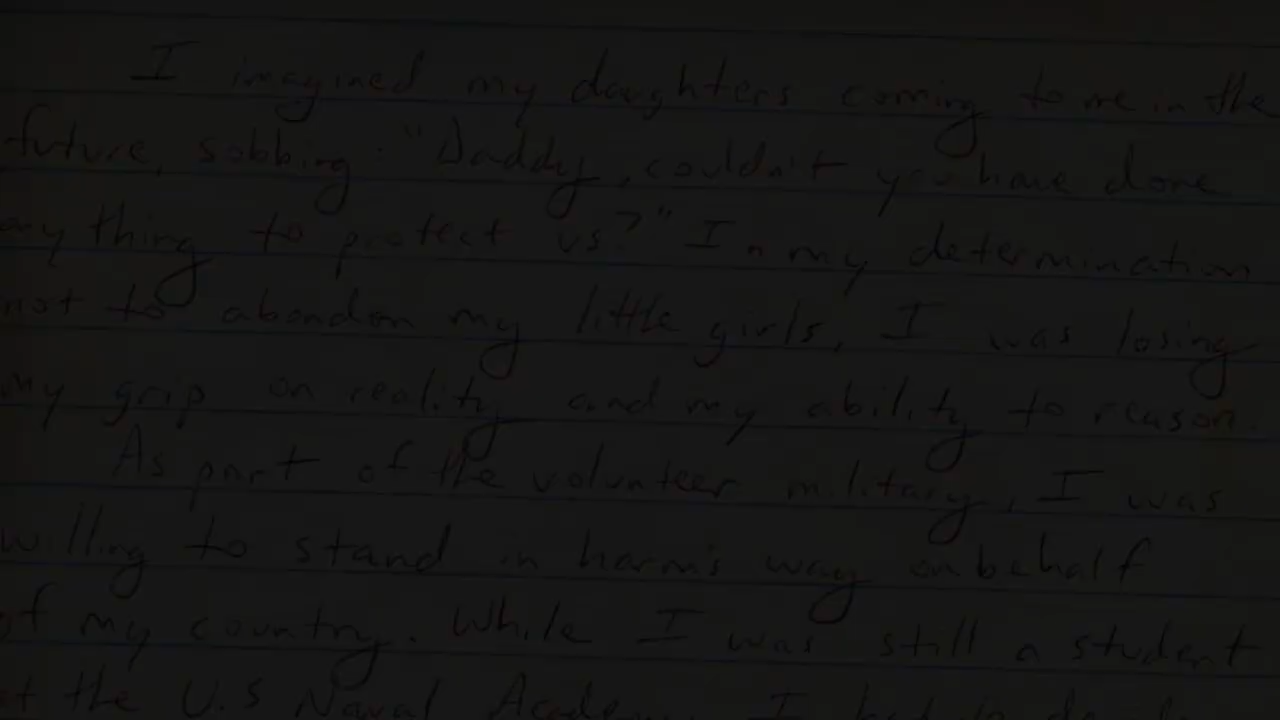 I imagined my daughters coming to me in the
future, sobbing: "Daddy, couldn't you have done
anything to protect us?" In my determination
not to abandon my little girls, I was losing
my grip on reality and my ability to reason.
As part of the volunteer military, I was
willing to stand in harm's way on behalf
of my country. While I was still a student
at the U.S Naval Academy, I had to